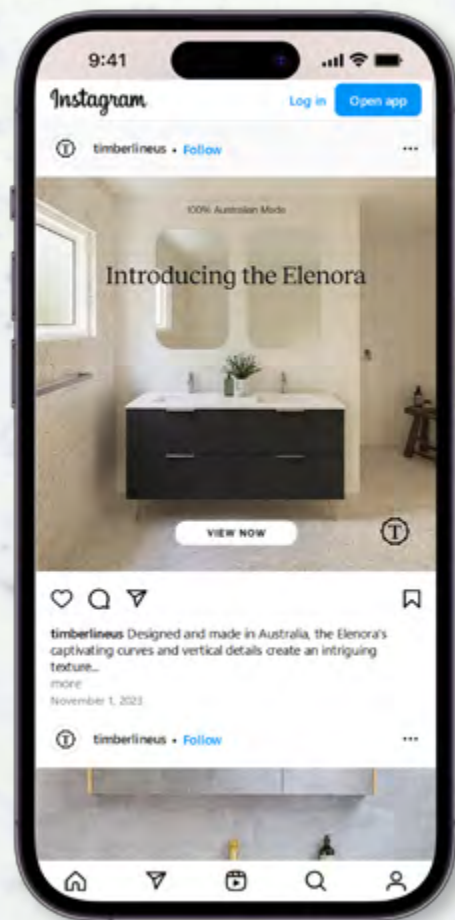 9:41
Instagram
Log in
Open app
timberlineus • Follow
100% Australian Made
Introducing the Elenora
VIEW NOW
T
timberlineus Designed and made in Australia, the Elenora's
captivating curves and vertical details create an intriguing
texture...
more
November 1, 2023
timberlineus • Follow